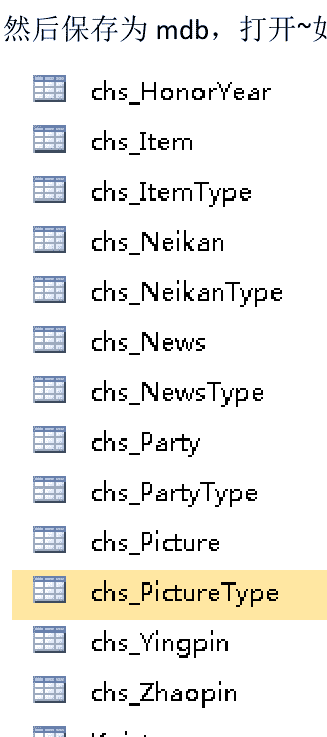 然后保存为 mdb，打开~
chs_HonorYear
chs_Item
chs_ItemType
chs_Neikan
chs_NeikanType
chs_News
chs_NewsType
chs_Party
chs_PartyType
chs_Picture
chs_PictureType
chs_Yingpin
chs_Zhaopin